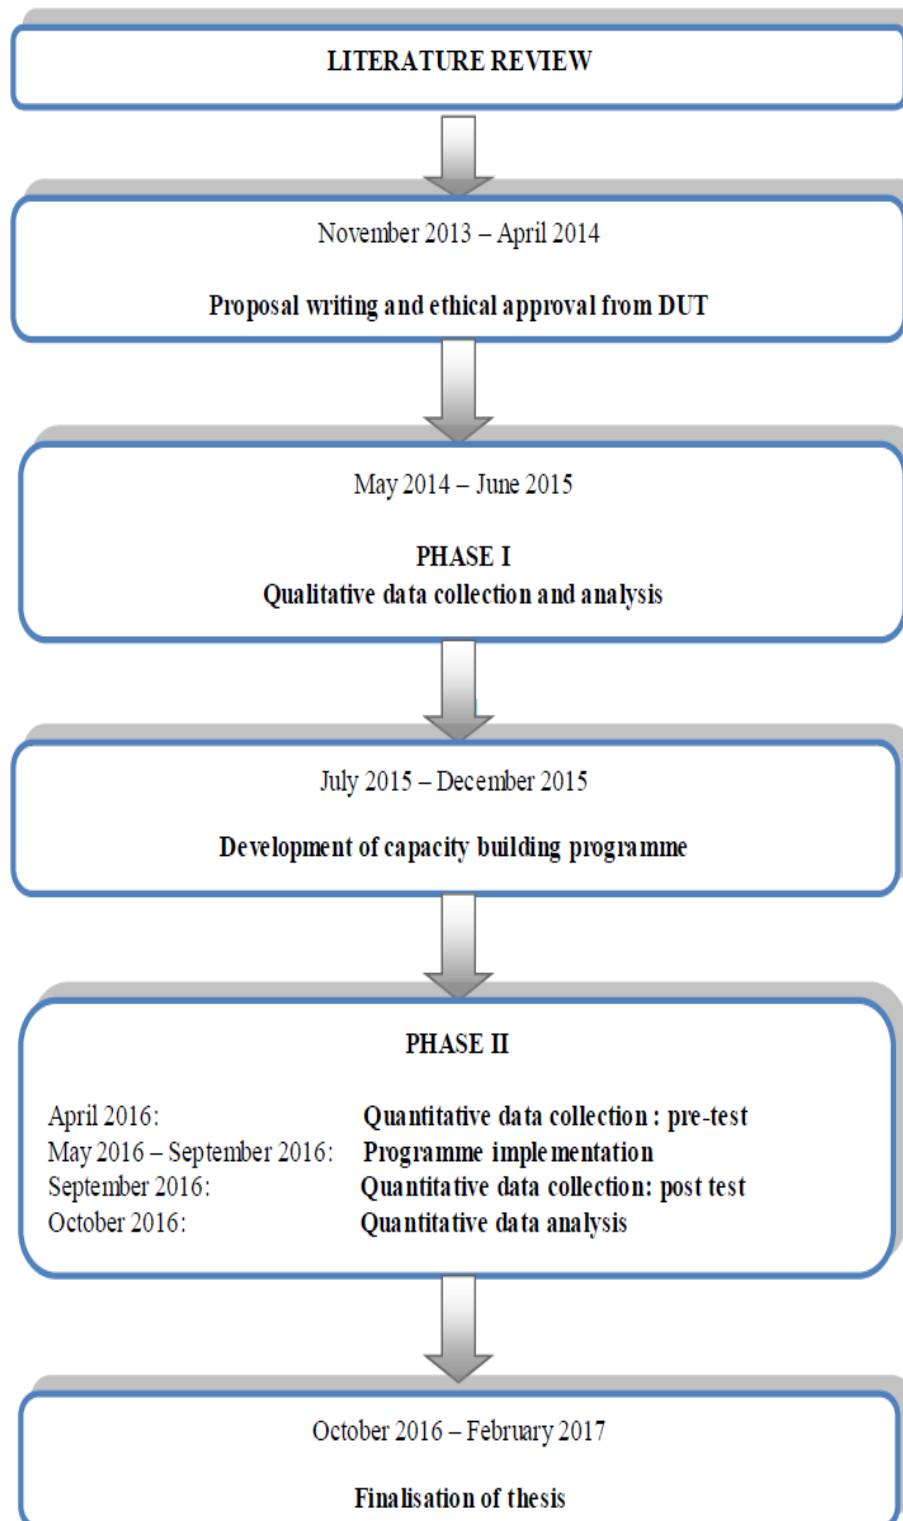 LITERATURE REVIEW
November 2013 – April 2014
Proposal writing and ethical approval from DUT
May 2014 – June 2015
PHASE I
Qualitative data collection and analysis
July 2015 – December 2015
Development of capacity building programme
PHASE II
April 2016: Quantitative data collection : pre-test
May 2016 – September 2016: Programme implementation
September 2016: Quantitative data collection: post test
October 2016: Quantitative data analysis
October 2016 – February 2017
Finalisation of thesis